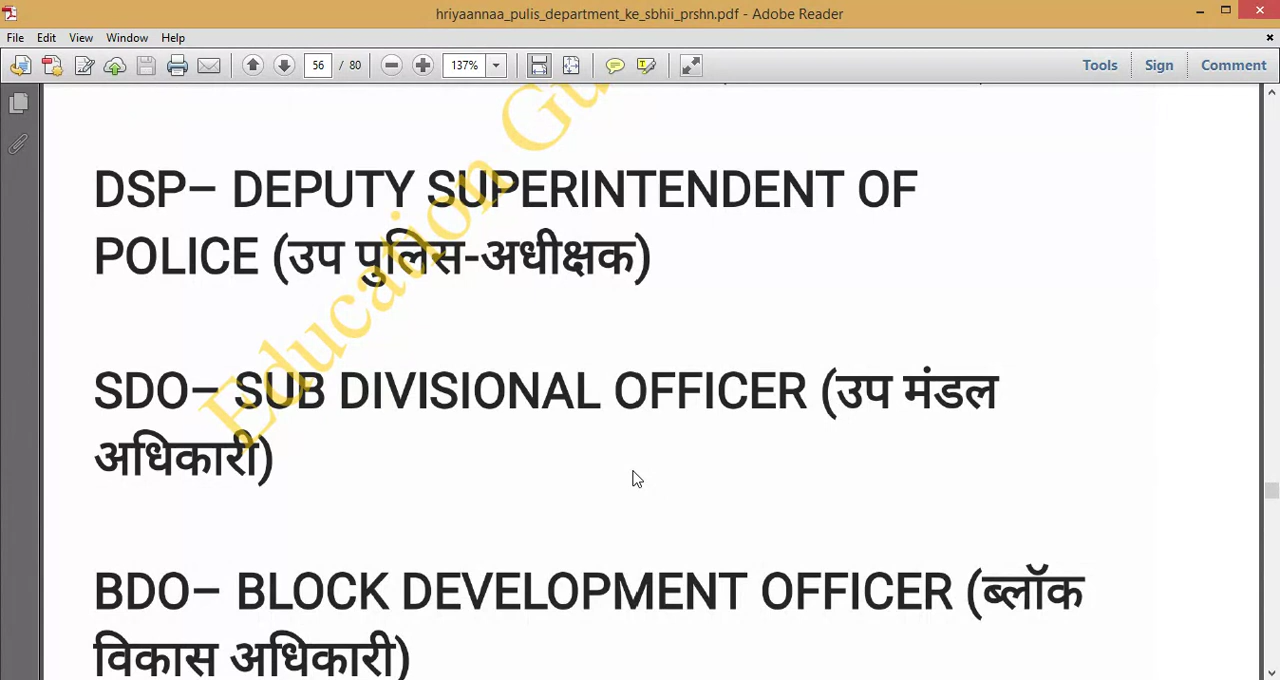 hriyaannaa_pulis_department_ke_sbhii_prshn.pdf - Adobe Reader
File Edit View Window Help
56 / 80 137% Tools Sign Comment
DSP– DEPUTY SUPERINTENDENT OF
POLICE (उप पुलिस-अधीक्षक)
SDO– SUB DIVISIONAL OFFICER (उप मंडल
अधिकारी)
BDO– BLOCK DEVELOPMENT OFFICER (ब्लॉक
विकास अधिकारी)
Education